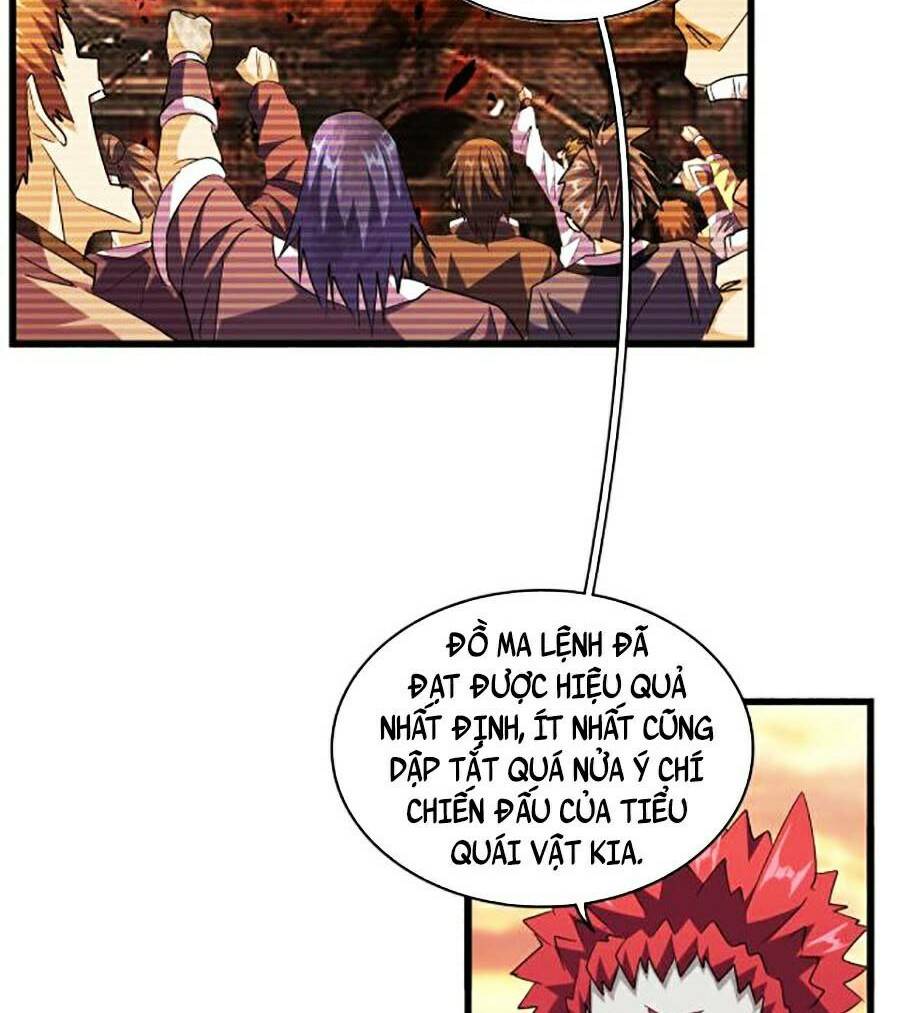 ĐỒ MA LỆNH ĐÃ
ĐẠT ĐƯỢC HIỆU QUẢ
NHẤT ĐỊNH, ÍT NHẤT CŨNG
DẬP TẮT QUÁ NỬA Ý CHÍ
CHIẾN ĐẤU CỦA TIỂU
QUÁI VẬT KIA.